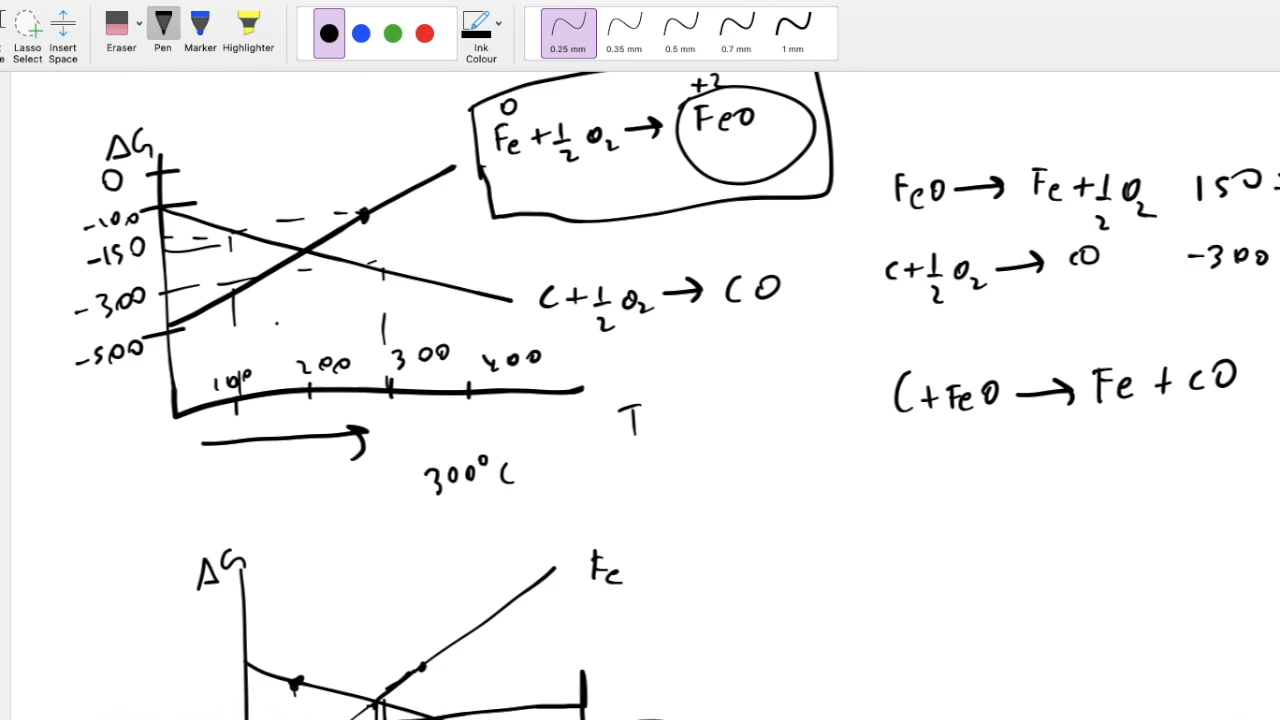 Lasso Select
Insert Space
Eraser
Pen
Marker
Highlighter
Ink Colour
0.25 mm
0.35 mm
0.5 mm
0.7 mm
1 mm
0 +2
Fe + 1/2 O2 → FeO
ΔG
0
-100
-150
-300
-500
100 200 300 400
T
C + 1/2 O2 → CO
300°C
FeO → Fe + 1/2 O2 150
C + 1/2 O2 → CO -300
C + FeO → Fe + CO
ΔG
Fe